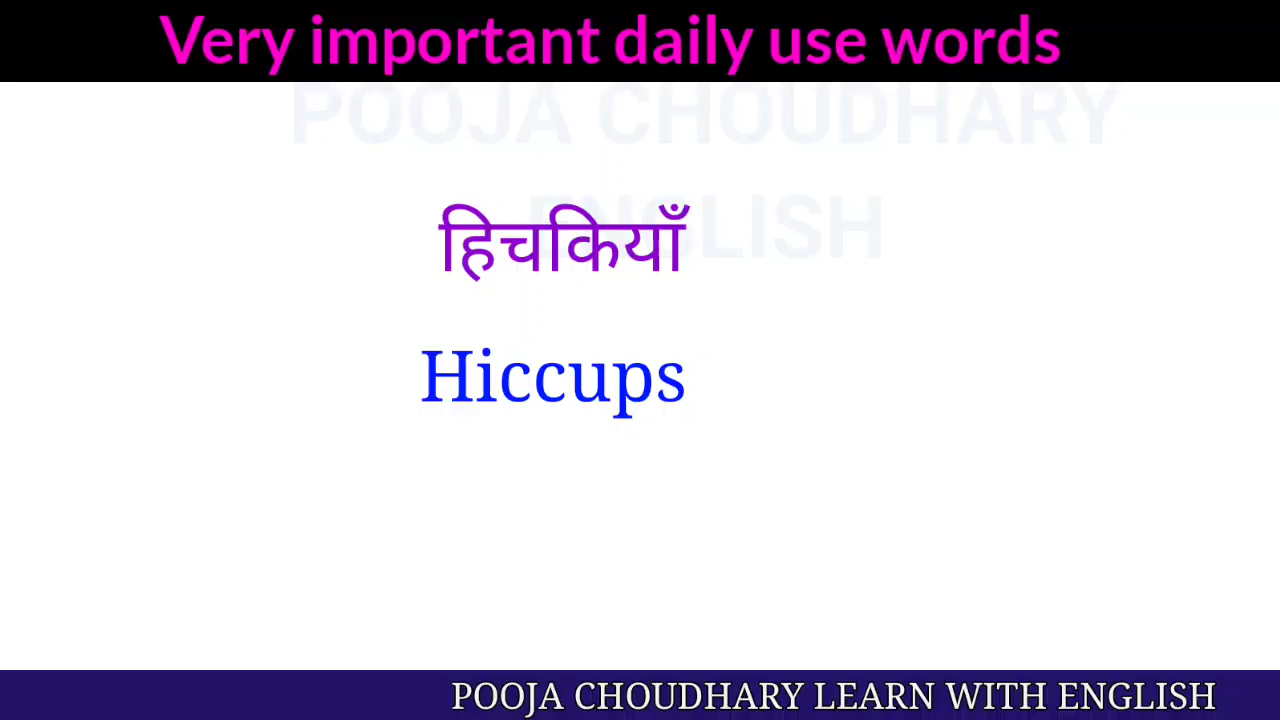 Very important daily use words
POOJA CHOUDHARY
ENGLISH
हिचकियाँ
Hiccups
POOJA CHOUDHARY LEARN WITH ENGLISH